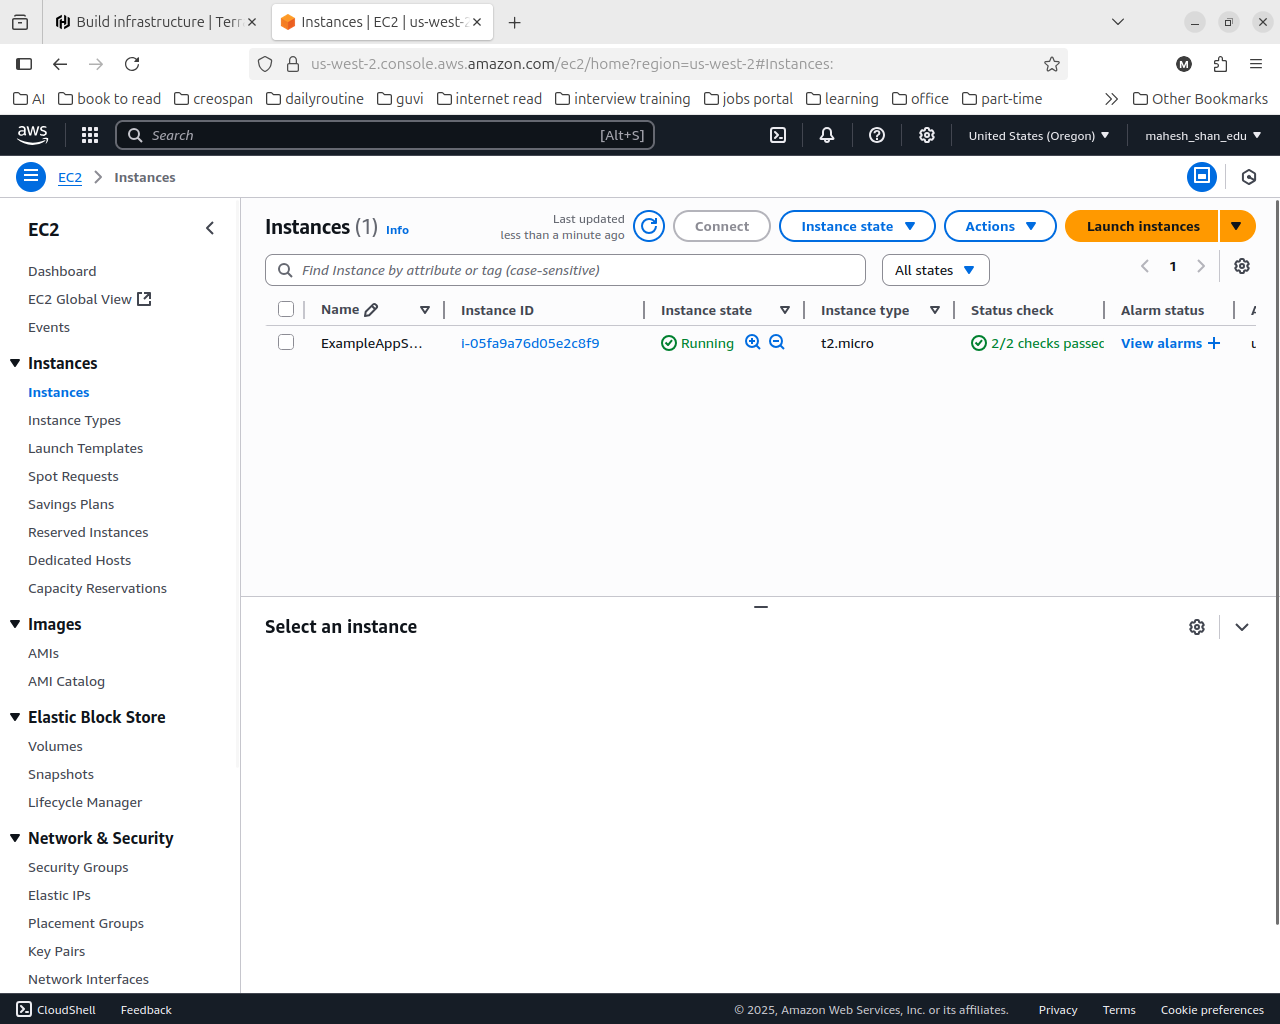 Build infrastructure | Terr
Instances | EC2 | us-west-2
us-west-2.console.aws.amazon.com/ec2/home?region=us-west-2#Instances:
M
AI
book to read
creospan
dailyroutine
guvi
internet read
interview training
jobs portal
learning
office
part-time
Other Bookmarks
aws
Search
[Alt+S]
United States (Oregon)
mahesh_shan_edu
EC2
Instances
EC2
Dashboard
EC2 Global View
Events
Instances
Instances
Instance Types
Launch Templates
Spot Requests
Savings Plans
Reserved Instances
Dedicated Hosts
Capacity Reservations
Images
AMIs
AMI Catalog
Elastic Block Store
Volumes
Snapshots
Lifecycle Manager
Network & Security
Security Groups
Elastic IPs
Placement Groups
Key Pairs
Network Interfaces
Instances (1) Info
Last updated
less than a minute ago
Connect
Instance state
Actions
Launch instances
Find Instance by attribute or tag (case-sensitive)
All states
1
Name
Instance ID
Instance state
Instance type
Status check
Alarm status
ExampleAppS...
i-05fa9a76d05e2c8f9
Running
t2.micro
2/2 checks passed
View alarms
Select an instance
CloudShell
Feedback
© 2025, Amazon Web Services, Inc. or its affiliates.
Privacy
Terms
Cookie preferences